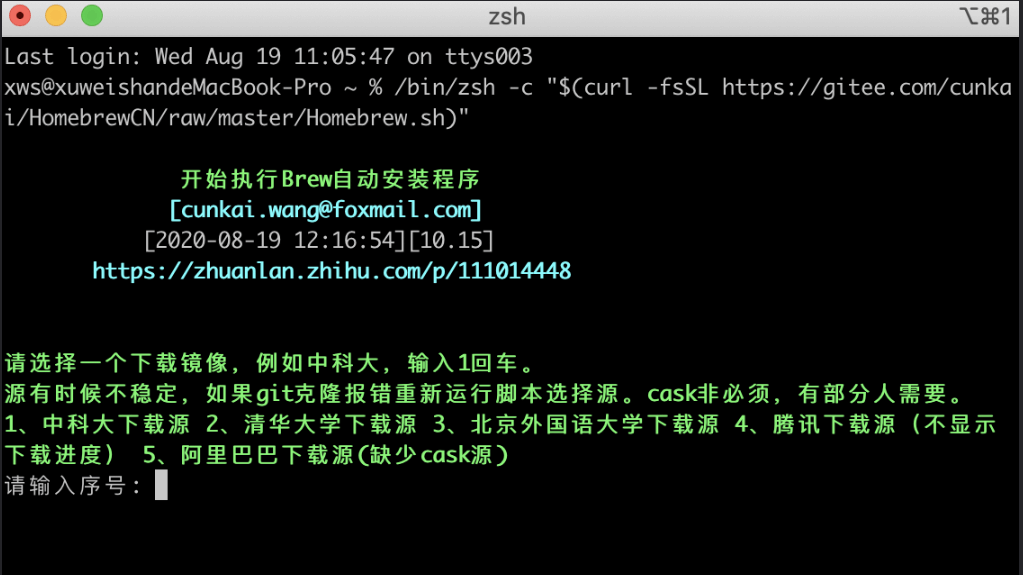 zsh
⌥⌘1
Last login: Wed Aug 19 11:05:47 on ttys003
xws@xuweishandeMacBook-Pro ~ % /bin/zsh -c "$(curl -fsSL https://gitee.com/cunka
i/HomebrewCN/raw/master/Homebrew.sh)"
开始执行Brew自动安装程序
[cunkai.wang@foxmail.com]
[2020-08-19 12:16:54][10.15]
https://zhuanlan.zhihu.com/p/111014448
请选择一个下载镜像，例如中科大，输入1回车。
源有时候不稳定，如果git克隆报错重新运行脚本选择源。cask非必须，有部分人需要。
1、中科大下载源 2、清华大学下载源 3、北京外国语大学下载源 4、腾讯下载源（不显示
下载进度） 5、阿里巴巴下载源(缺少cask源)
请输入序号: